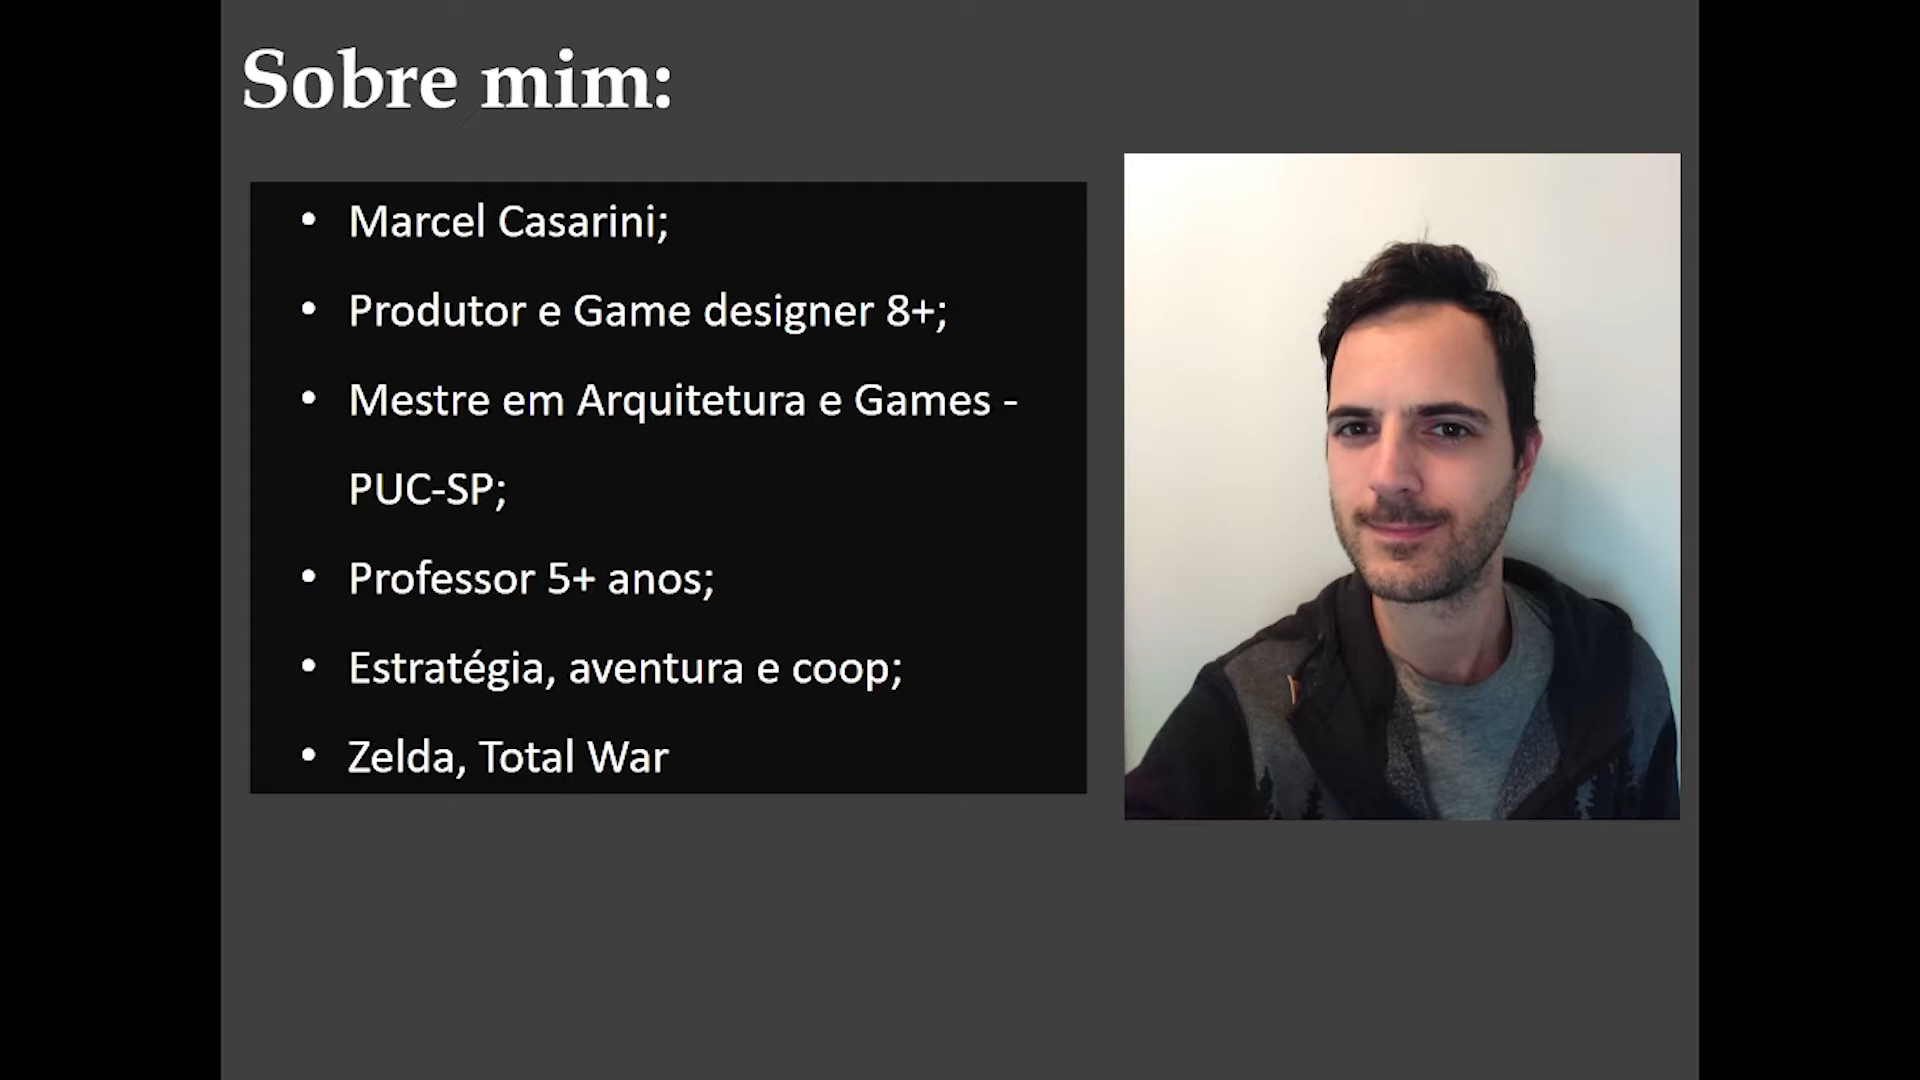 Sobre mim:
• Marcel Casarini;
• Produtor e Game designer 8+;
• Mestre em Arquitetura e Games -
PUC-SP;
• Professor 5+ anos;
• Estratégia, aventura e coop;
• Zelda, Total War